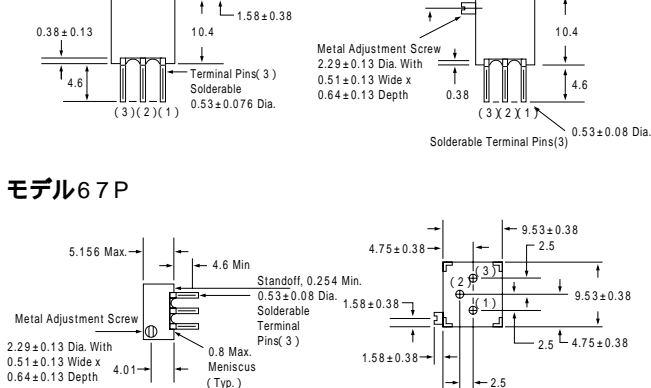 1.58±0.38
0.38±0.13
10.4
Terminal Pins( 3 )
Solderable
0.53±0.076 Dia.
4.6
( 3 )( 2 )( 1 )
10.4
Metal Adjustment Screw
2.29±0.13 Dia. With
0.51±0.13 Wide x
0.64±0.13 Depth
0.38
4.6
( 3 )( 2 )( 1 )
0.53±0.08 Dia.
Solderable Terminal Pins(3)
モデル67P
5.156 Max.
4.6 Min
Standoff, 0.254 Min.
0.53±0.08 Dia.
Solderable
Terminal
Pins( 3 )
Metal Adjustment Screw
2.29±0.13 Dia. With
0.51±0.13 Wide x
0.64±0.13 Depth
4.01
0.8 Max.
Meniscus
( Typ. )
9.53±0.38
4.75±0.38
2.5
( 3 )
( 2 )
( 1 )
1.58±0.38
9.53±0.38
2.5
4.75±0.38
1.58±0.38
2.5